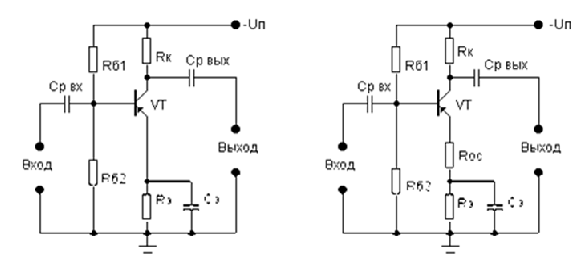 -Uп
Rк
Rб1
Ср вых
Ср вх
VT
Вход
Выход
Rб2
Rэ
Сэ
-Uп
Rк
Rб1
Ср вых
Ср вх
VT
Вход
Выход
Rос
Rб2
Rэ
Сэ